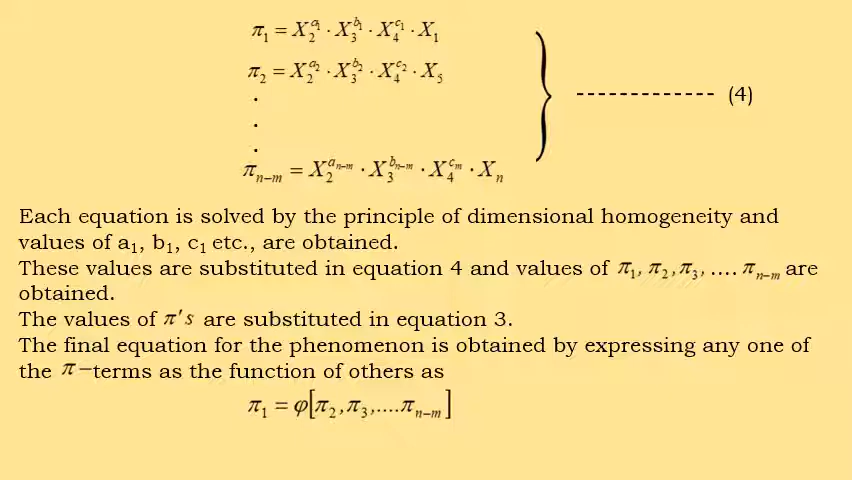 π₁ = X₂^{a₁} · X₃^{b₁} · X₄^{c₁} · X₁
π₂ = X₂^{a₂} · X₃^{b₂} · X₄^{c₂} · X₅
.
.
.
} -------------- (4)
π_{n−m} = X₂^{a_{n−m}} · X₃^{b_{n−m}} · X₄^{c_m} · X_n
Each equation is solved by the principle of dimensional homogeneity and
values of a₁, b₁, c₁ etc., are obtained.
These values are substituted in equation 4 and values of π₁, π₂, π₃, .... π_{n−m} are
obtained.
The values of π's are substituted in equation 3.
The final equation for the phenomenon is obtained by expressing any one of
the π−terms as the function of others as
π₁ = φ[π₂, π₃, .... π_{n−m}]